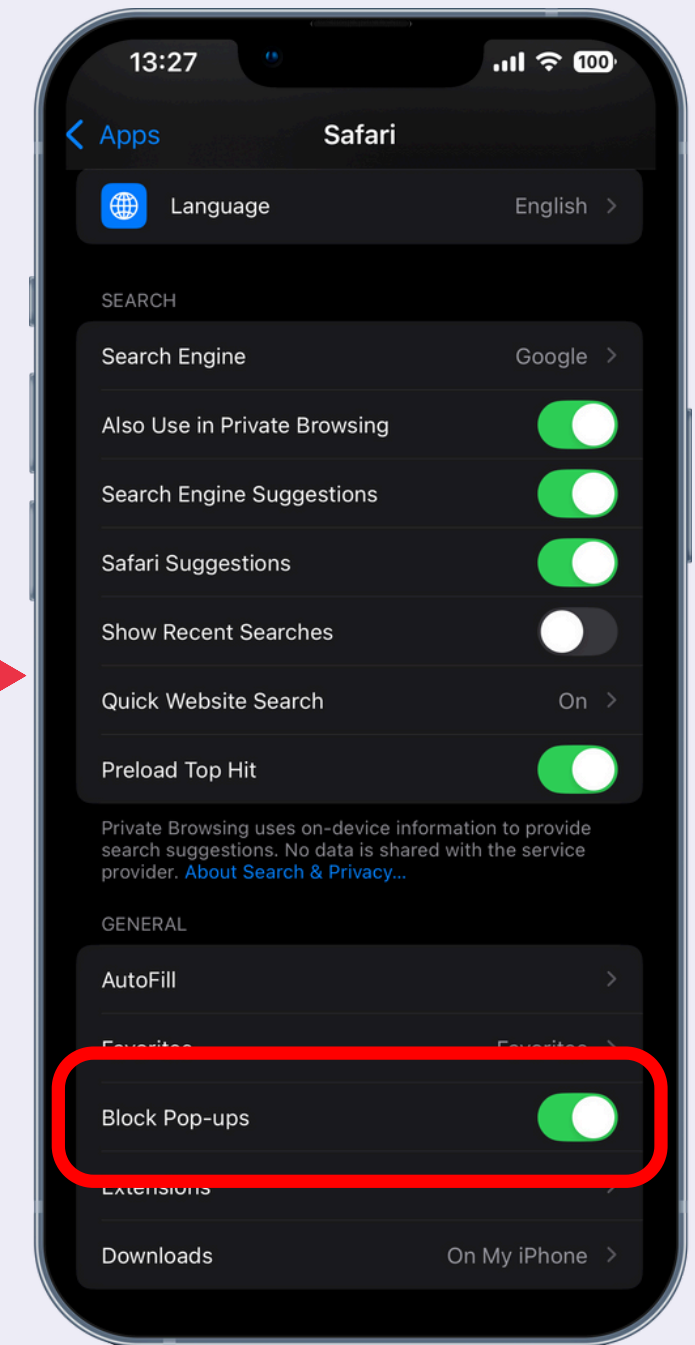 13:27
100
Apps
Safari
Language
English
SEARCH
Search Engine
Google
Also Use in Private Browsing
Search Engine Suggestions
Safari Suggestions
Show Recent Searches
Quick Website Search
On
Preload Top Hit
Private Browsing uses on-device information to provide
search suggestions. No data is shared with the service
provider. About Search & Privacy...
GENERAL
AutoFill
Favorites
Favorites
Block Pop-ups
Extensions
Downloads
On My iPhone